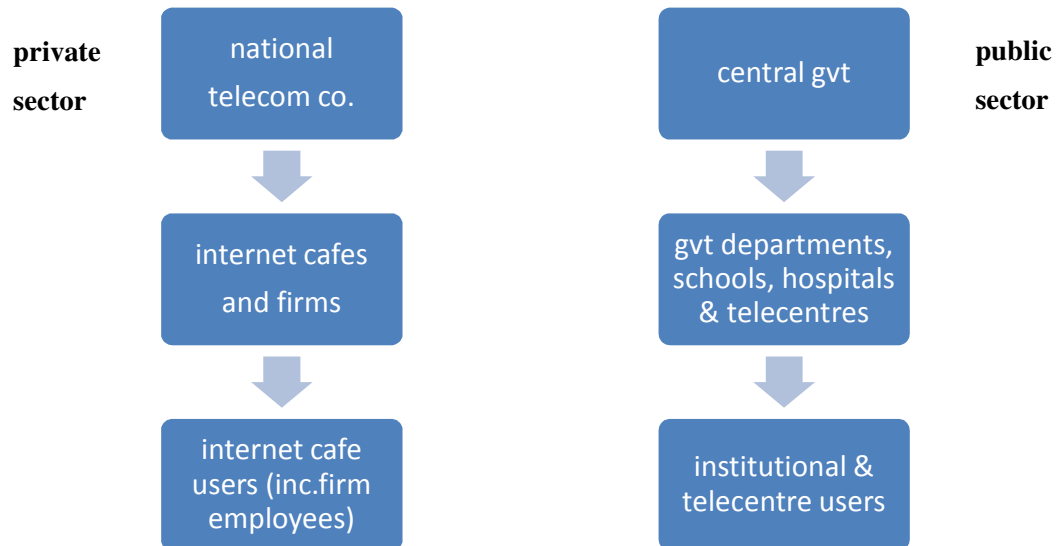 private
sector
national
telecom co.
internet cafes
and firms
internet cafe
users (inc.firm
employees)
central gvt
gvt departments,
schools, hospitals
& telecentres
institutional &
telecentre users
public
sector